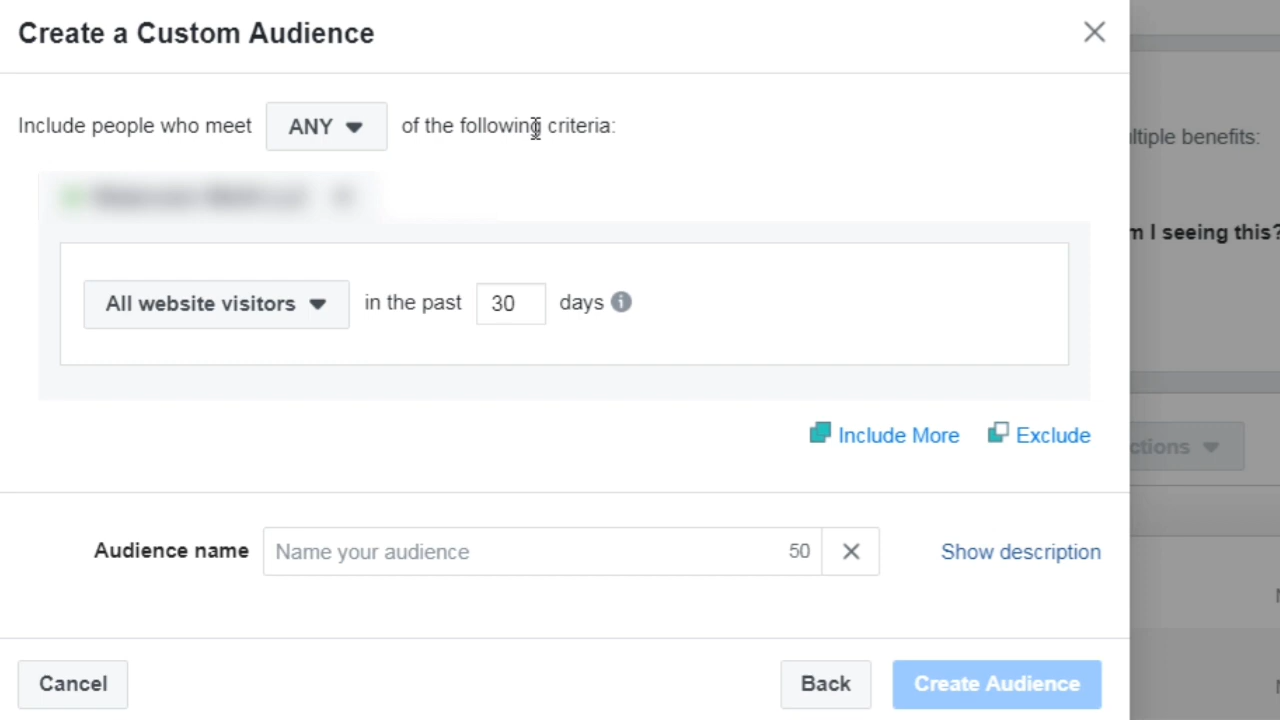 Create a Custom Audience
ltiple benefits:
Include people who meet ANY of the following criteria:
m I seeing this?
All website visitors in the past 30 days
Include More Exclude
ctions
Audience name Name your audience 50 Show description
Cancel Back Create Audience